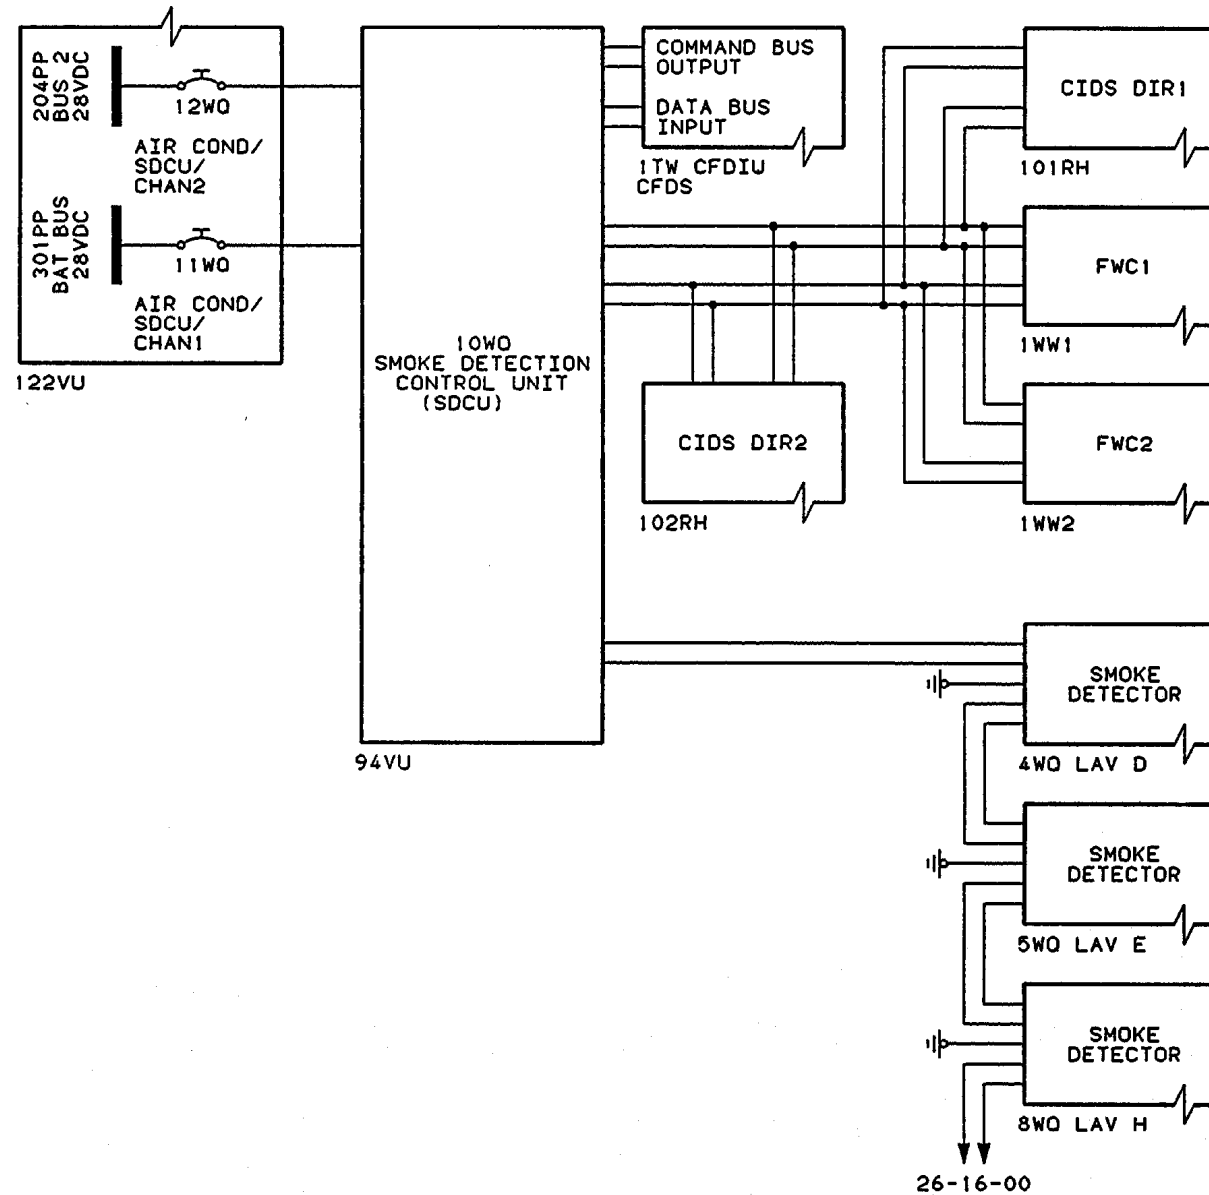 204PP
BUS 2
28VDC
12WQ
AIR COND/
SDCU/
CHAN2
301PP
BAT BUS
28VDC
11WQ
AIR COND/
SDCU/
CHAN1
122VU
10WQ
SMOKE DETECTION
CONTROL UNIT
(SDCU)
94VU
COMMAND BUS
OUTPUT
DATA BUS
INPUT
1TW CFDIU
CFDS
CIDS DIR1
101RH
FWC1
1WW1
CIDS DIR2
102RH
FWC2
1WW2
SMOKE
DETECTOR
4WQ LAV D
SMOKE
DETECTOR
5WQ LAV E
SMOKE
DETECTOR
8WQ LAV H
26-16-00